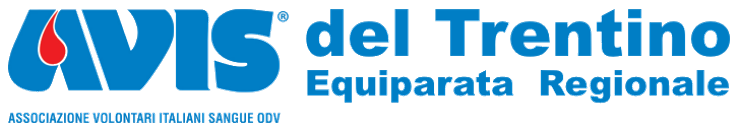 AVIS® del Trentino
Equiparata Regionale
ASSOCIAZIONE VOLONTARI ITALIANI SANGUE ODV